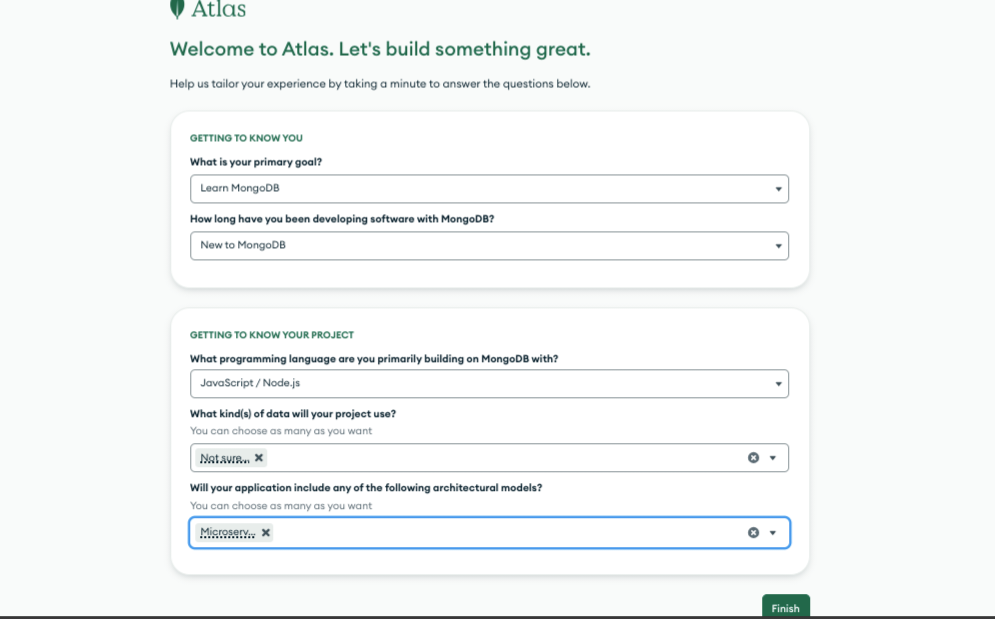 Atlas
Welcome to Atlas. Let's build something great.
Help us tailor your experience by taking a minute to answer the questions below.
GETTING TO KNOW YOU
What is your primary goal?
Learn MongoDB
How long have you been developing software with MongoDB?
New to MongoDB
GETTING TO KNOW YOUR PROJECT
What programming language are you primarily building on MongoDB with?
JavaScript / Node.js
What kind(s) of data will your project use?
You can choose as many as you want
Not sure...
Will your application include any of the following architectural models?
You can choose as many as you want
Microserv...
Finish